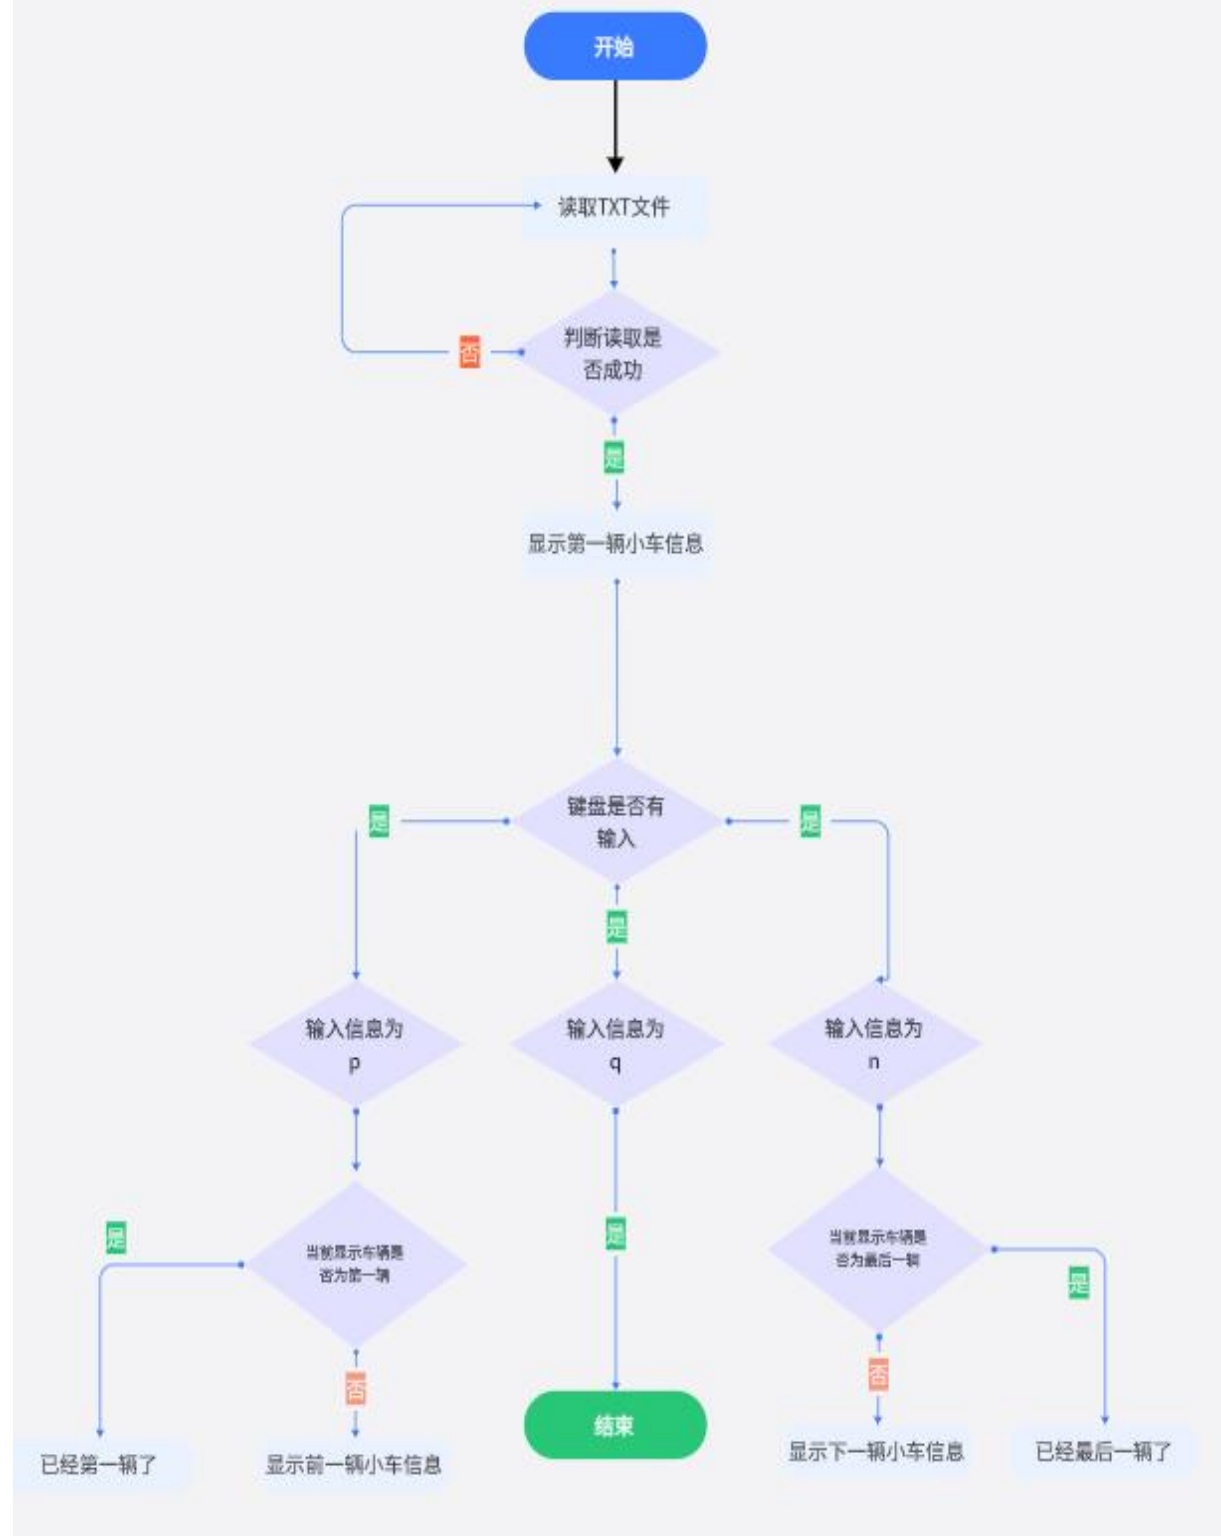 开始
读取TXT文件
判断读取是
否成功
否
是
显示第一辆小车信息
键盘是否有
输入
是
是
是
输入信息为
p
输入信息为
q
输入信息为
n
当前显示车辆是
否为第一辆
是
否
是
当前显示车辆是
否为最后一辆
是
否
已经第一辆了
显示前一辆小车信息
结束
显示下一辆小车信息
已经最后一辆了